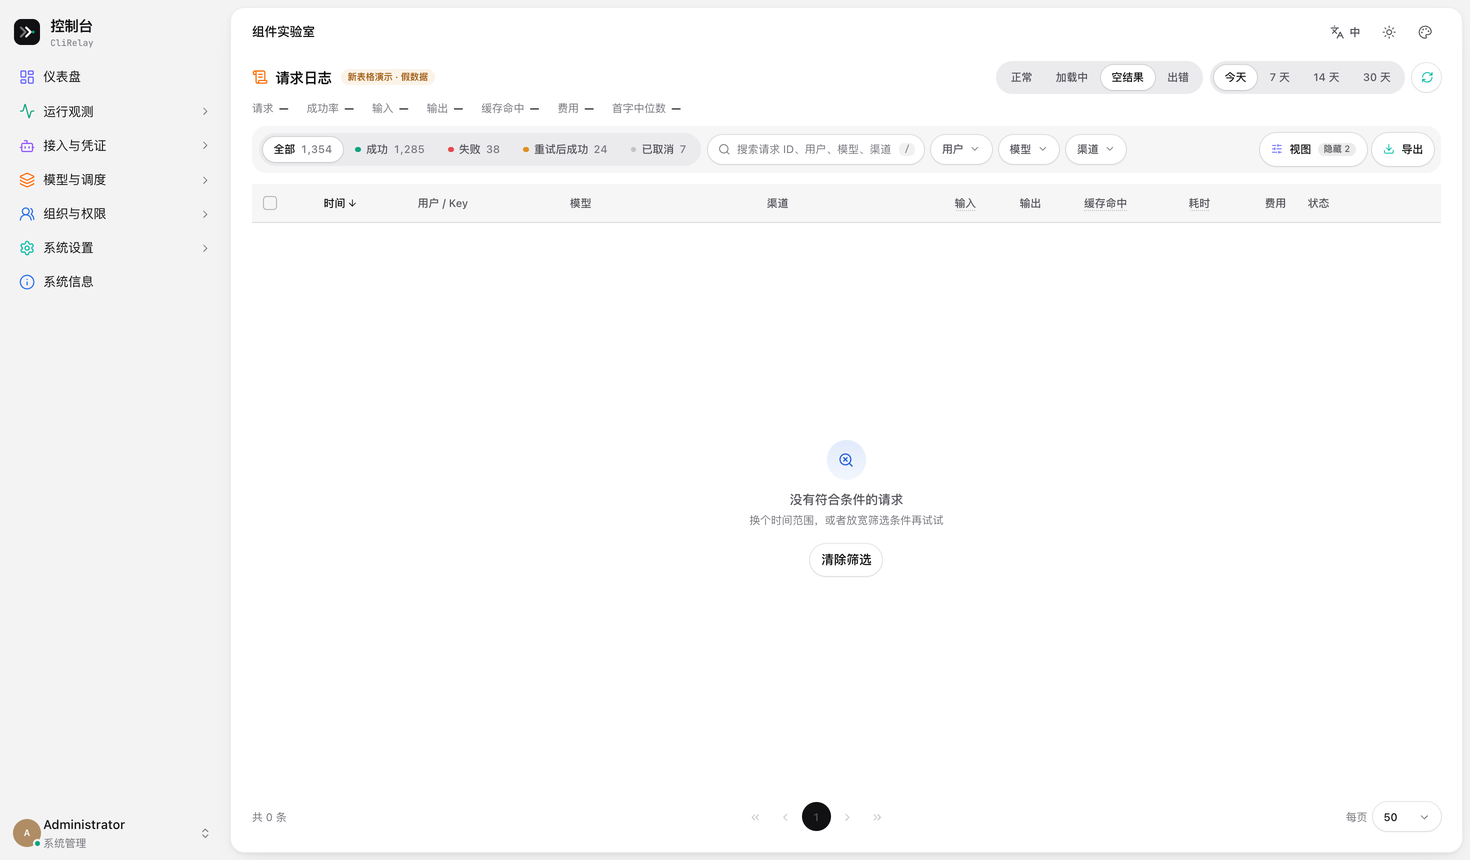 控制台
CliRelay
仪表盘
运行观测
接入与凭证
模型与调度
组织与权限
系统设置
系统信息
A
Administrator
系统管理
组件实验室
中
请求日志 新表格演示 · 假数据
正常 加载中 空结果 出错
今天 7 天 14 天 30 天
请求 — 成功率 — 输入 — 输出 — 缓存命中 — 费用 — 首字中位数 —
全部 1,354 成功 1,285 失败 38 重试后成功 24 已取消 7
搜索请求 ID、用户、模型、渠道 /
用户 模型 渠道
视图 隐藏 2 导出
时间 ↓ 用户 / Key 模型 渠道 输入 输出 缓存命中 耗时 费用 状态
没有符合条件的请求
换个时间范围，或者放宽筛选条件再试试
清除筛选
共 0 条
« ‹ 1 › »
每页 50